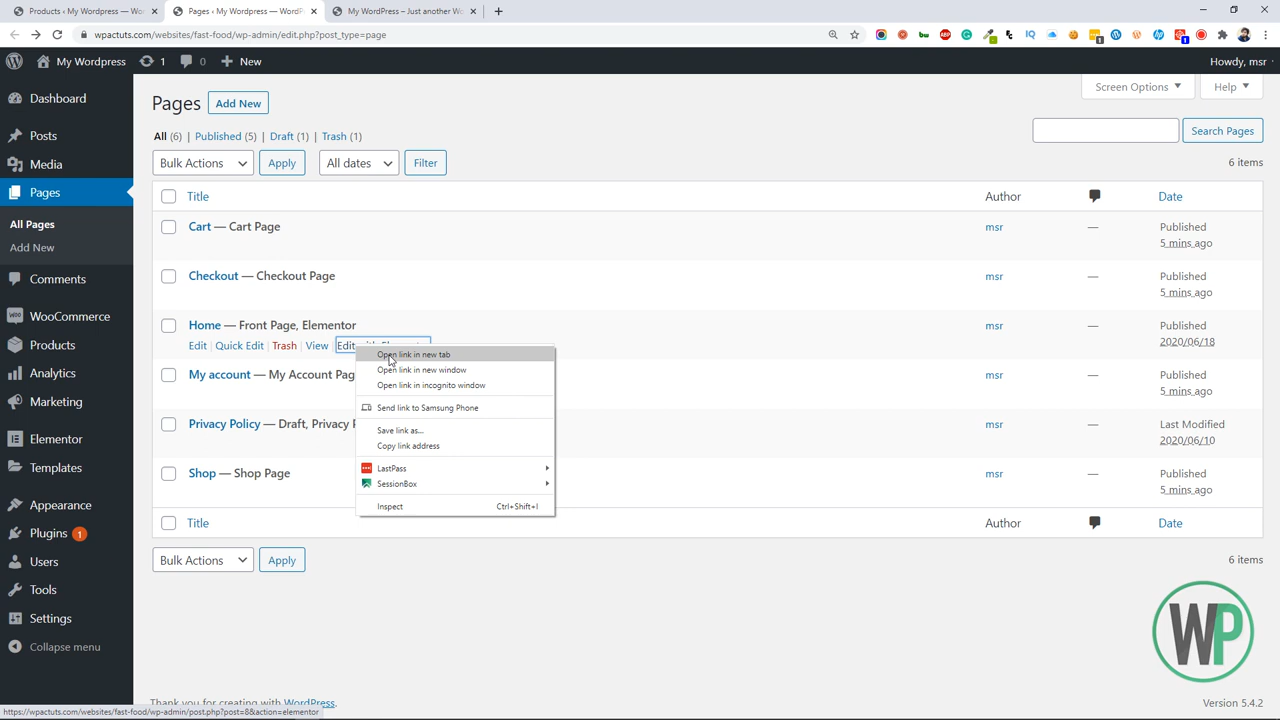 Products ‹ My Wordpress — Wo
Pages ‹ My Wordpress — WordP
My WordPress – Just another Wo
wpactuts.com/websites/fast-food/wp-admin/edit.php?post_type=page
My Wordpress
1
0
New
Howdy, msr
Dashboard
Posts
Media
Pages
All Pages
Add New
Comments
WooCommerce
Products
Analytics
Marketing
Elementor
Templates
Appearance
Plugins 1
Users
Tools
Settings
Collapse menu
Pages
Add New
Screen Options
Help
All (6) | Published (5) | Draft (1) | Trash (1)
Search Pages
Bulk Actions
Apply
All dates
Filter
6 items
Title
Author
Date
Cart — Cart Page
msr
—
Published
5 mins ago
Checkout — Checkout Page
msr
—
Published
5 mins ago
Home — Front Page, Elementor
msr
—
Published
2020/06/18
Edit | Quick Edit | Trash | View | Edit with Elementor
Open link in new tab
Open link in new window
Open link in incognito window
Send link to Samsung Phone
Save link as...
Copy link address
LastPass
SessionBox
Inspect
Ctrl+Shift+I
My account — My Account Pag
msr
—
Published
5 mins ago
Privacy Policy — Draft, Privacy P
msr
—
Last Modified
2020/06/10
Shop — Shop Page
msr
—
Published
5 mins ago
Title
Author
Date
Bulk Actions
Apply
6 items
WP
Thank you for creating with WordPress.
Version 5.4.2
https://wpactuts.com/websites/fast-food/wp-admin/post.php?post=8&action=elementor